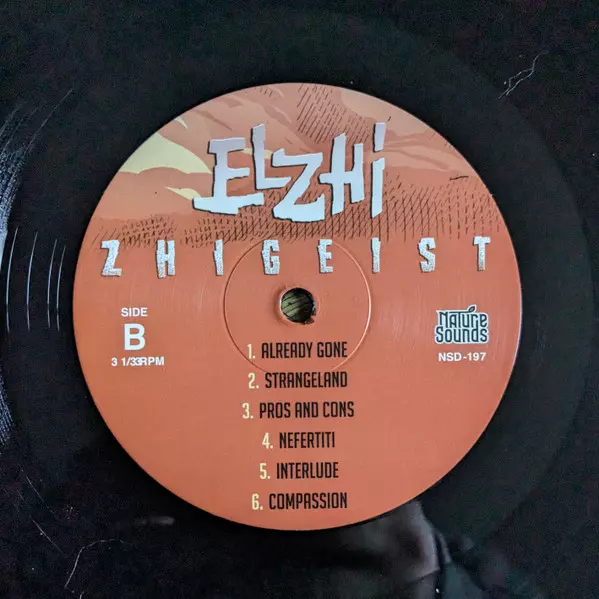 ELZHI
ZHIGEIST
SIDE
B
3 1/33RPM
Nature
Sounds
NSD-197
1. ALREADY GONE
2. STRANGELAND
3. PROS AND CONS
4. NEFERTITI
5. INTERLUDE
6. COMPASSION